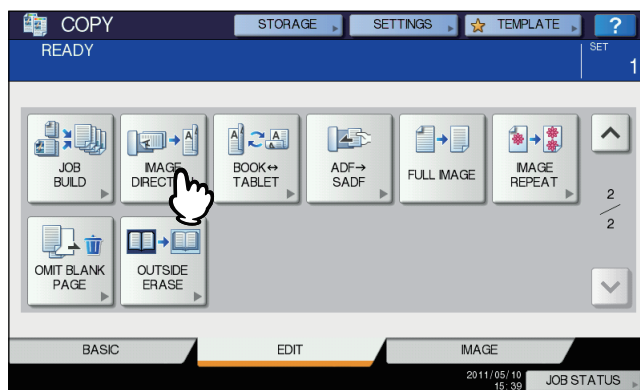 COPY
STORAGE
SETTINGS
TEMPLATE
?
READY
SET
1
JOB
BUILD
IMAGE
DIRECT
BOOK↔
TABLET
ADF→
SADF
FULL IMAGE
IMAGE
REPEAT
2
2
OMIT BLANK
PAGE
OUTSIDE
ERASE
BASIC
EDIT
IMAGE
2011/05/10
15:39
JOB STATUS